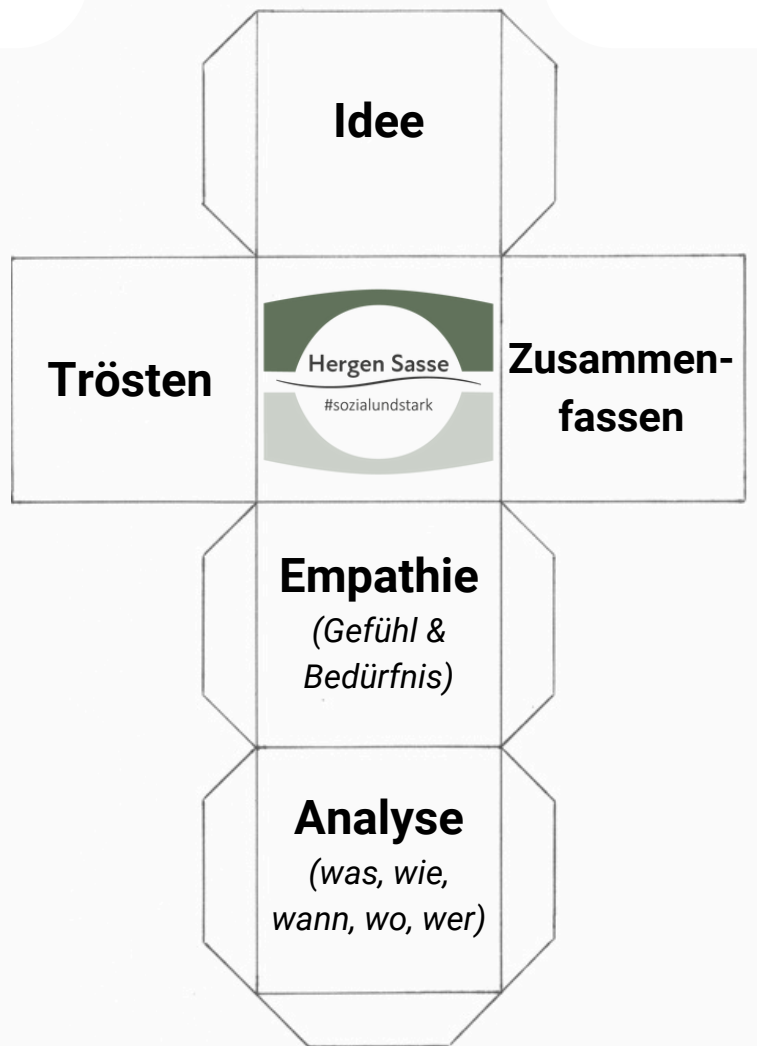 Idee
Trösten
Hergen Sasse
#sozialundstark
Zusammen-
fassen
Empathie
(Gefühl &
Bedürfnis)
Analyse
(was, wie,
wann, wo, wer)